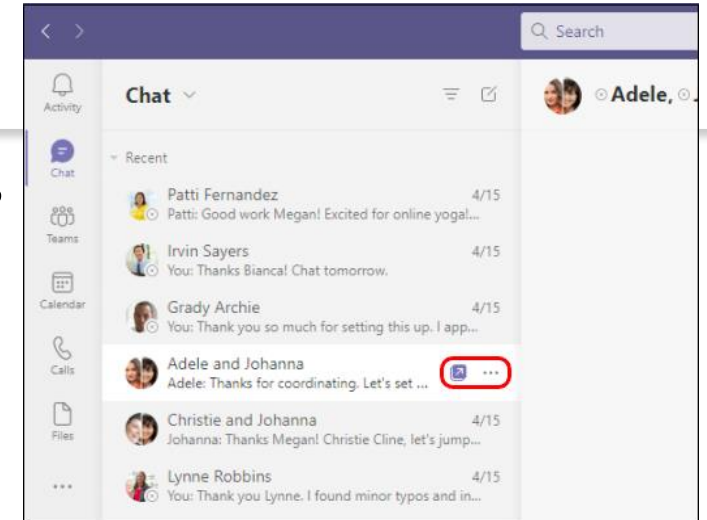 Search
Activity
Chat
Adele,
Chat
Recent
Patti Fernandez 4/15
Patti: Good work Megan! Excited for online yoga!...
Teams
Irvin Sayers 4/15
You: Thanks Bianca! Chat tomorrow.
Calendar
Grady Archie 4/15
You: Thank you so much for setting this up. I app...
Calls
Adele and Johanna
Adele: Thanks for coordinating. Let's set ...
Files
Christie and Johanna 4/15
Johanna: Thanks Megan! Christie Cline, let's jump...
Lynne Robbins 4/15
You: Thank you Lynne. I found minor typos and in...